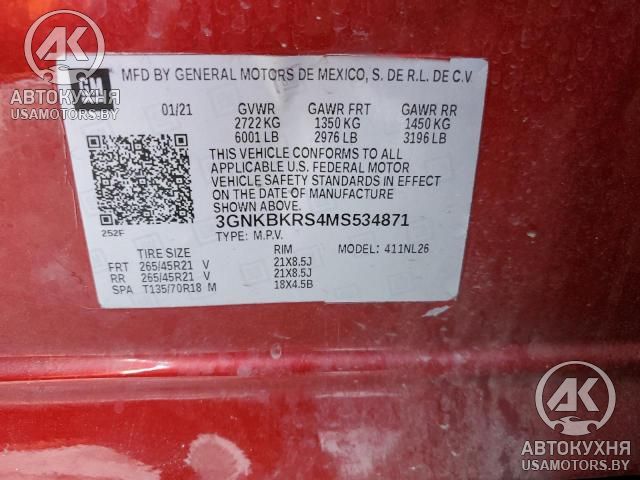 GM
MFD BY GENERAL MOTORS DE MEXICO, S. DE R.L. DE C.V
01/21 GVWR GAWR FRT GAWR RR
2722 KG 1350 KG 1450 KG
6001 LB 2976 LB 3196 LB
THIS VEHICLE CONFORMS TO ALL
APPLICABLE U.S. FEDERAL MOTOR
VEHICLE SAFETY STANDARDS IN EFFECT
ON THE DATE OF MANUFACTURE
SHOWN ABOVE.
3GNKBKRS4MS534871
252F
TYPE: M.P.V.
TIRE SIZE RIM MODEL: 411NL26
FRT 265/45R21 V 21X8.5J
RR 265/45R21 V 21X8.5J
SPA T135/70R18 M 18X4.5B
АК
АВТОКУХНЯ
USAMOTORS.BY
АК
АВТОКУХНЯ
USAMOTORS.BY